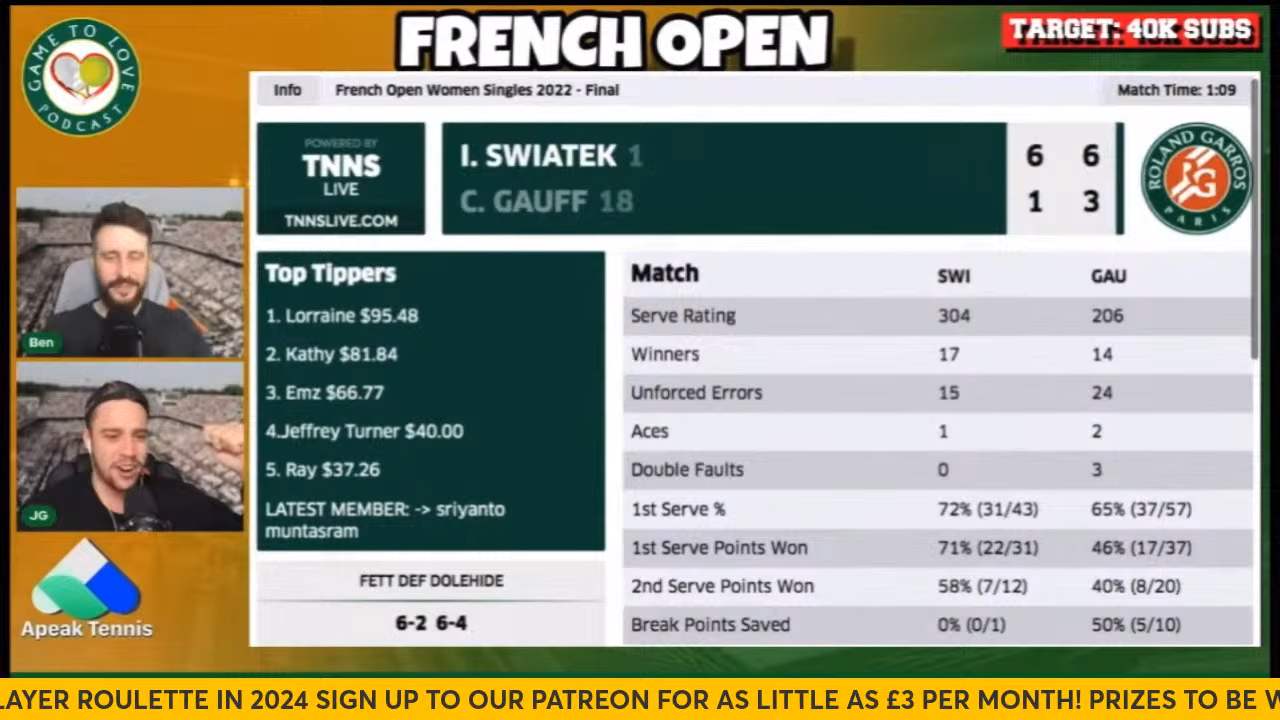 GAME TO LOVE
PODCAST
FRENCH OPEN
TARGET: 40K SUBS
Info
French Open Women Singles 2022 - Final
Match Time: 1:09
POWERED BY
TNNS
LIVE
TNNSLIVE.COM
I. SWIATEK 1 6 6
C. GAUFF 18 1 3
ROLAND GARROS
RG
PARIS
Ben
JG
Apeak Tennis
Top Tippers
1. Lorraine $95.48
2. Kathy $81.84
3. Emz $66.77
4.Jeffrey Turner $40.00
5. Ray $37.26
LATEST MEMBER: -> sriyanto
muntasram
FETT DEF DOLEHIDE
6-2 6-4
Match SWI GAU
Serve Rating 304 206
Winners 17 14
Unforced Errors 15 24
Aces 1 2
Double Faults 0 3
1st Serve % 72% (31/43) 65% (37/57)
1st Serve Points Won 71% (22/31) 46% (17/37)
2nd Serve Points Won 58% (7/12) 40% (8/20)
Break Points Saved 0% (0/1) 50% (5/10)
LAYER ROULETTE IN 2024 SIGN UP TO OUR PATREON FOR AS LITTLE AS £3 PER MONTH! PRIZES TO BE W